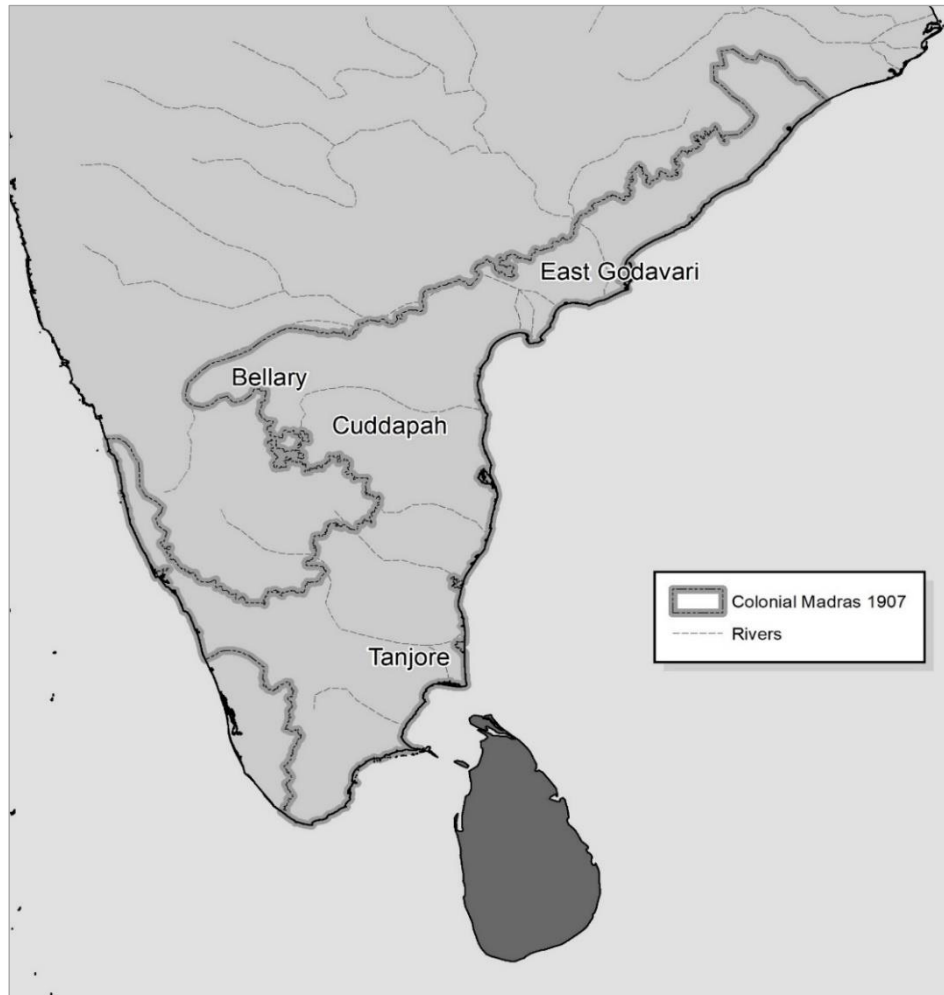 East Godavari
Bellary
Cuddapah
Colonial Madras 1907
Rivers
Tanjore